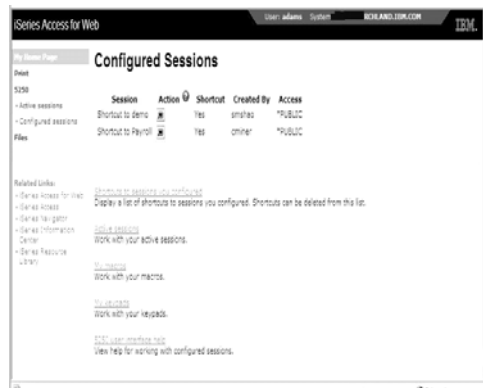 iSeries Access for Web
User: adams System
RCHLAND.IBM.COM
IBM.
My Home Page
Print
5250
- Active sessions
- Configured sessions
Files
Related Links:
- iSeries Access for Web
- iSeries Access
- iSeries Navigator
- iSeries Information Center
- iSeries Resource Library
Configured Sessions
Session Action Shortcut Created By Access
Shortcut to demo Yes smshao *PUBLIC
Shortcut to Payroll Yes cminer *PUBLIC
Shortcuts to sessions you configured
Display a list of shortcuts to sessions you configured. Shortcuts can be deleted from this list.
Active sessions
Work with your active sessions.
My macros
Work with your macros.
My keypads
Work with your keypads.
5250 user interface help
View help for working with configured sessions.